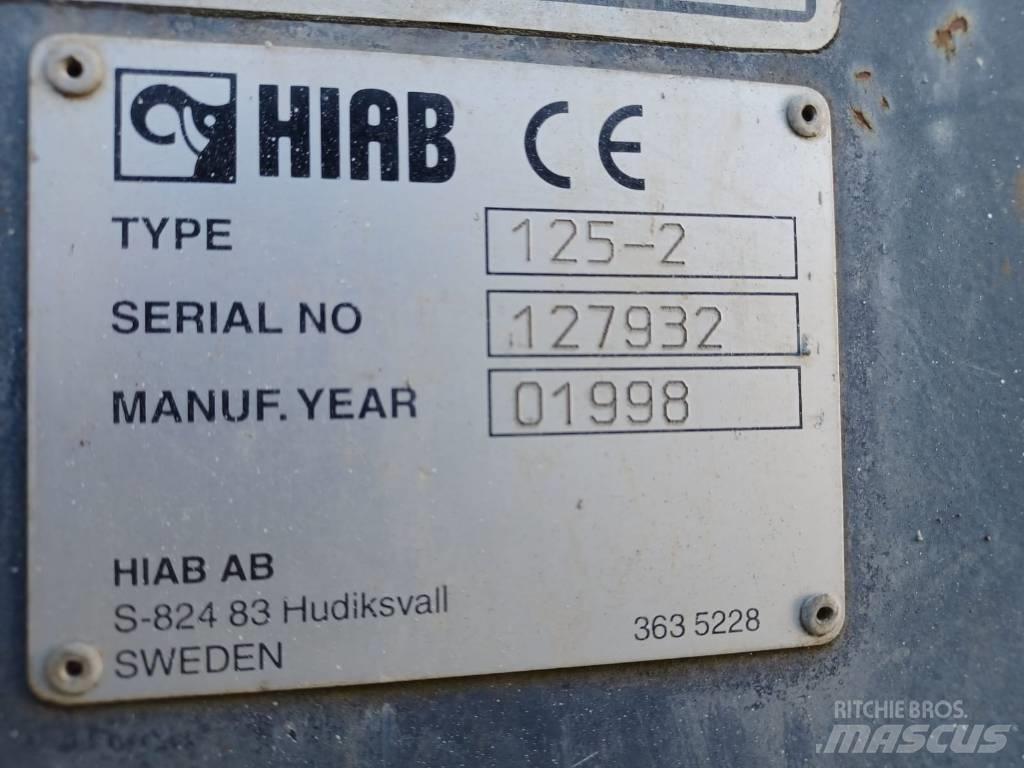 HIAB CE
TYPE 125-2
SERIAL NO 127932
MANUF. YEAR 01998
HIAB AB
S-824 83 Hudiksvall
SWEDEN
363 5228
RITCHIE BROS.
MASCUS